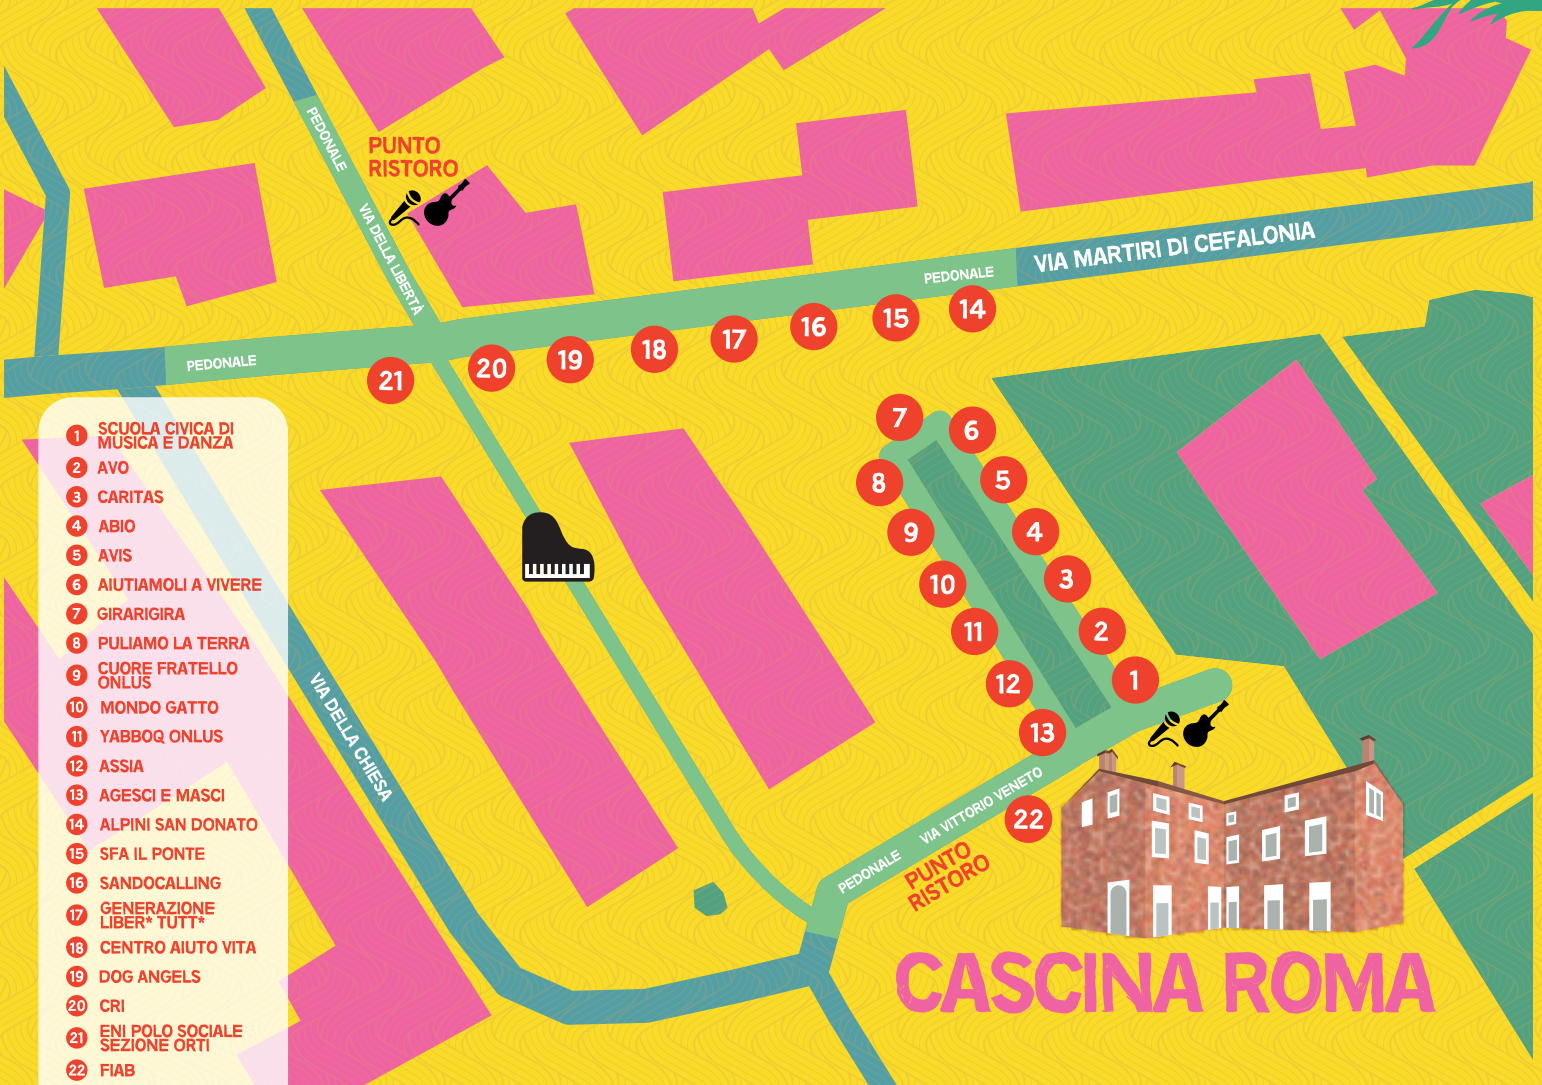 PEDONALE
PUNTO
RISTORO
VIA DELLA LIBERTÀ
VIA MARTIRI DI CEFALONIA
PEDONALE
PEDONALE
14
15
16
17
18
19
20
21
7
6
8
5
9
4
10
3
11
2
12
1
13
22
VIA VITTORIO VENETO
PEDONALE
PUNTO
RISTORO
VIA DELLA CHIESA
CASCINA ROMA
1 SCUOLA CIVICA DI
MUSICA E DANZA
2 AVO
3 CARITAS
4 ABIO
5 AVIS
6 AIUTIAMOLI A VIVERE
7 GIRARIGIRA
8 PULIAMO LA TERRA
9 CUORE FRATELLO
ONLUS
10 MONDO GATTO
11 YABBOQ ONLUS
12 ASSIA
13 AGESCI E MASCI
14 ALPINI SAN DONATO
15 SFA IL PONTE
16 SANDOCALLING
17 GENERAZIONE
LIBER* TUTT*
18 CENTRO AIUTO VITA
19 DOG ANGELS
20 CRI
21 ENI POLO SOCIALE
SEZIONE ORTI
22 FIAB